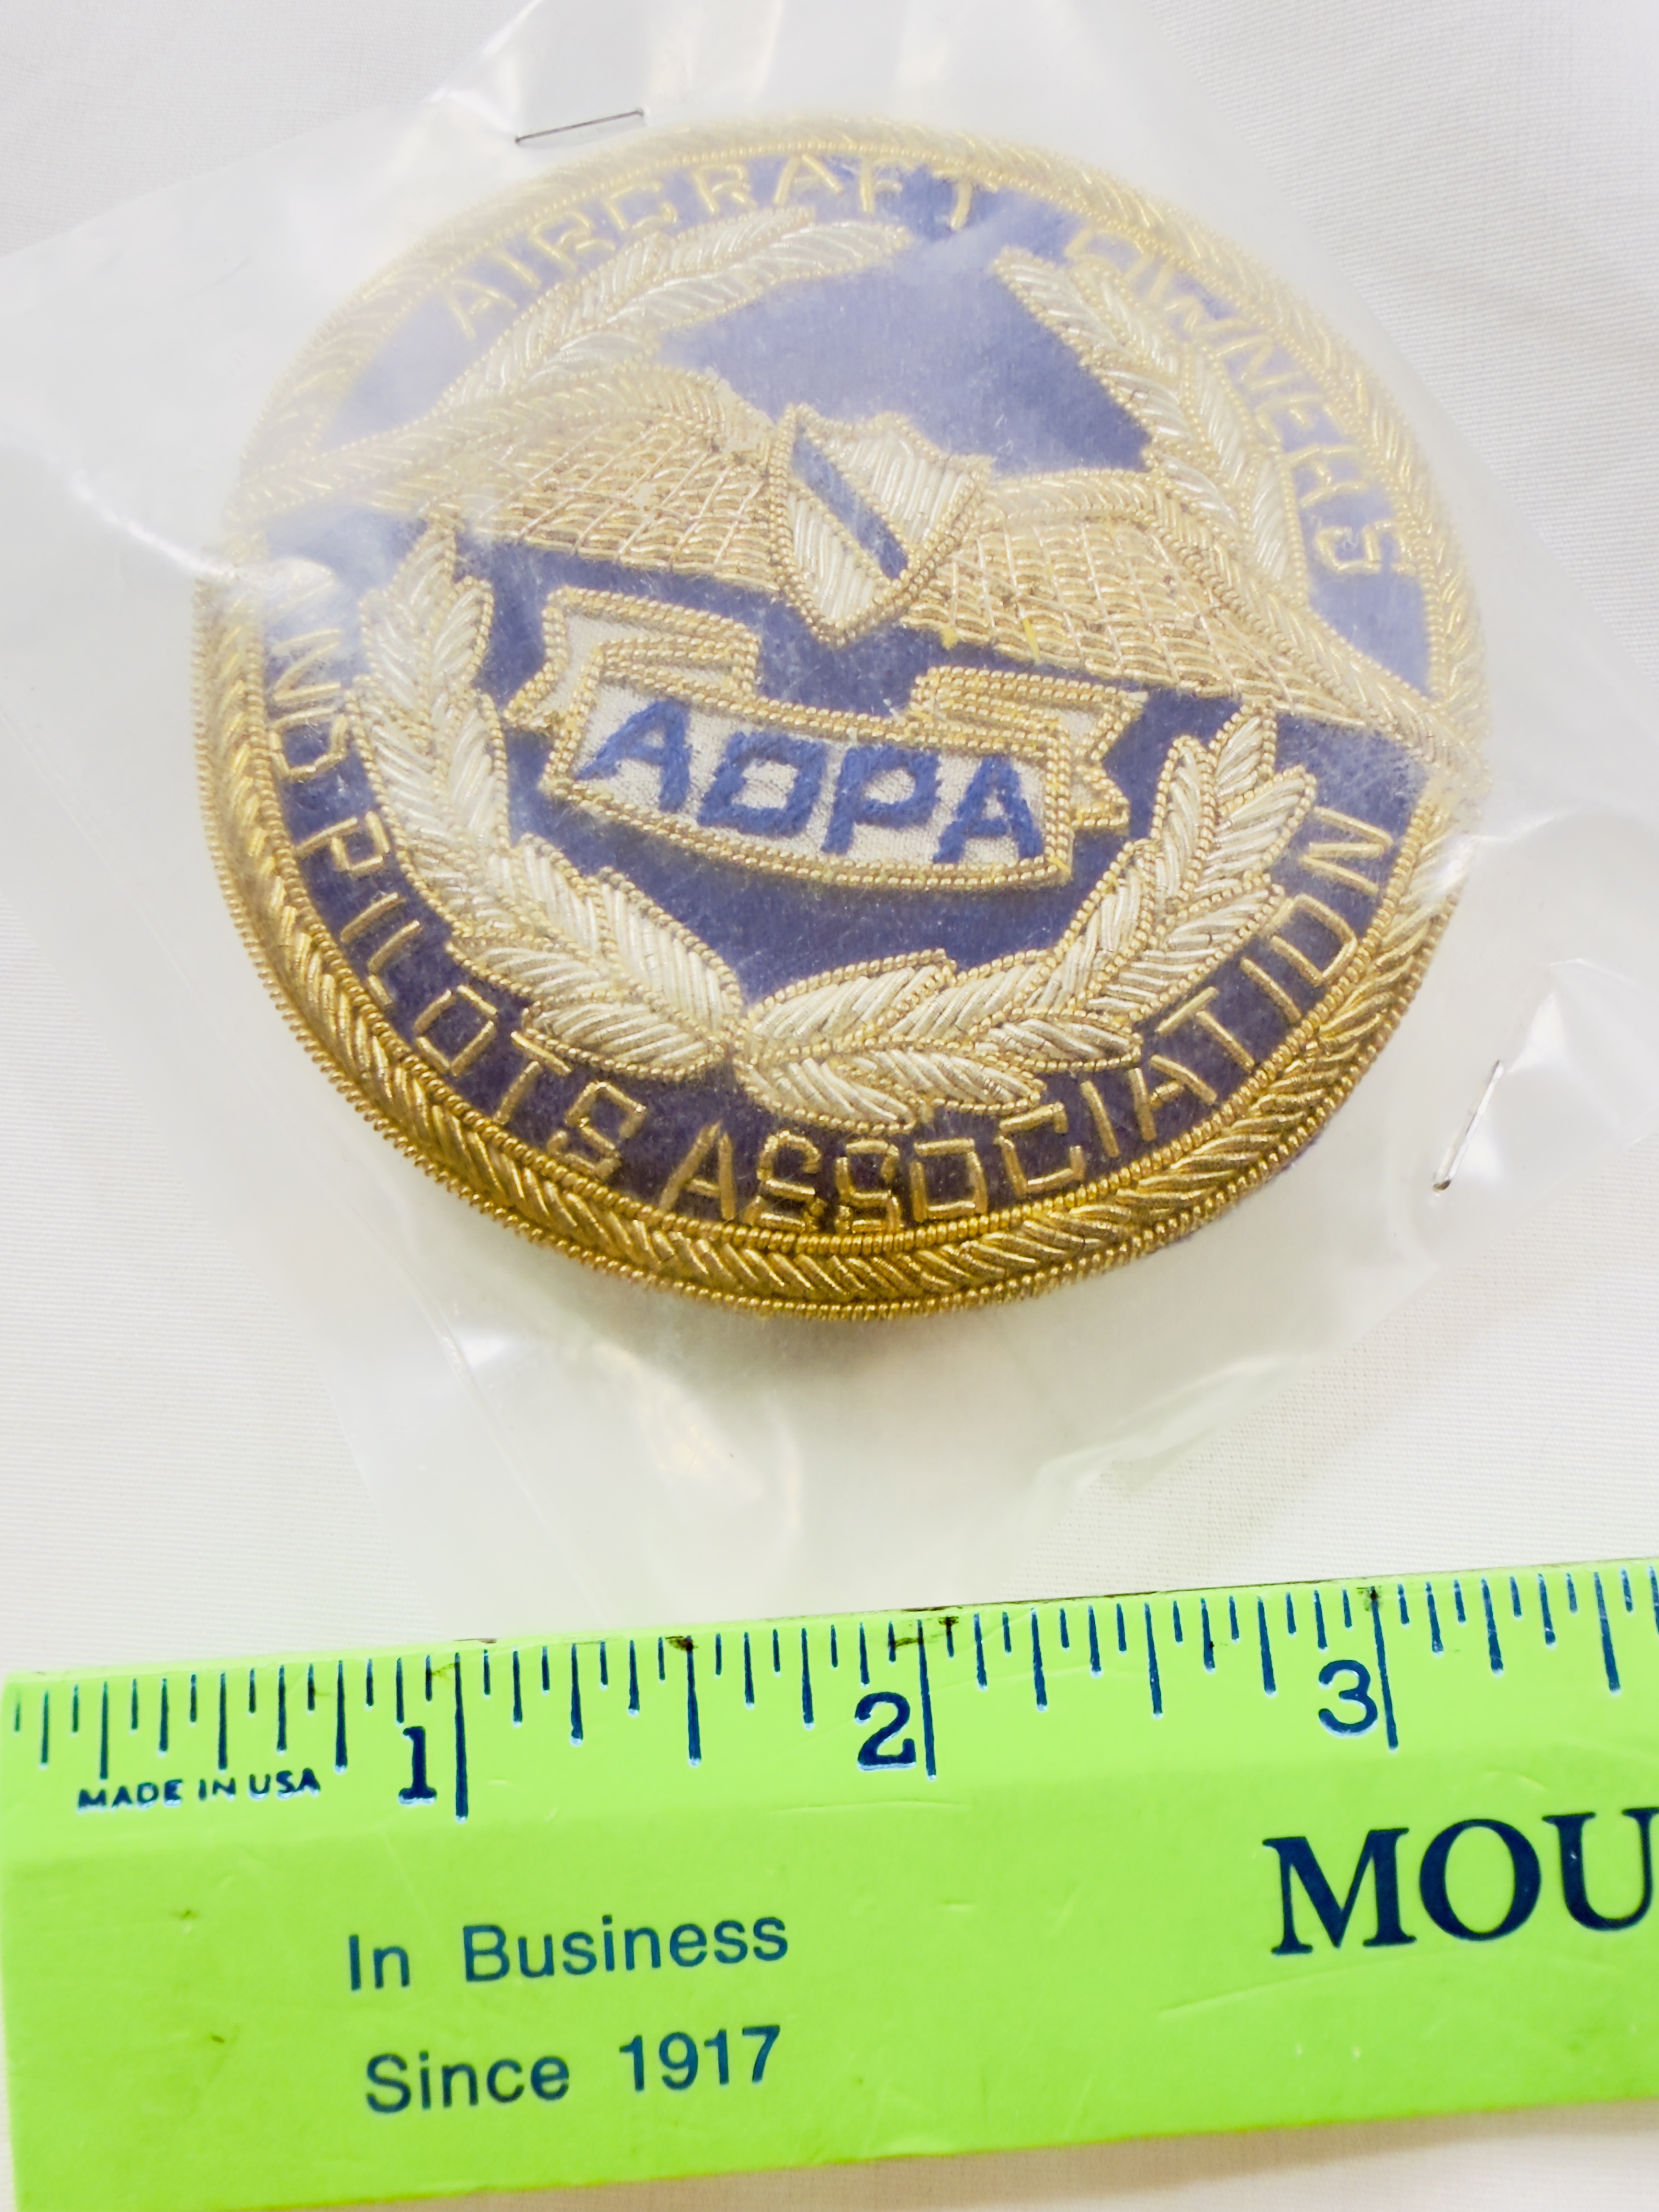 AIRCRAFT OWNERS
AND PILOTS ASSOCIATION
AOPA
1 2 3
MADE IN USA
MOU
In Business
Since 1917